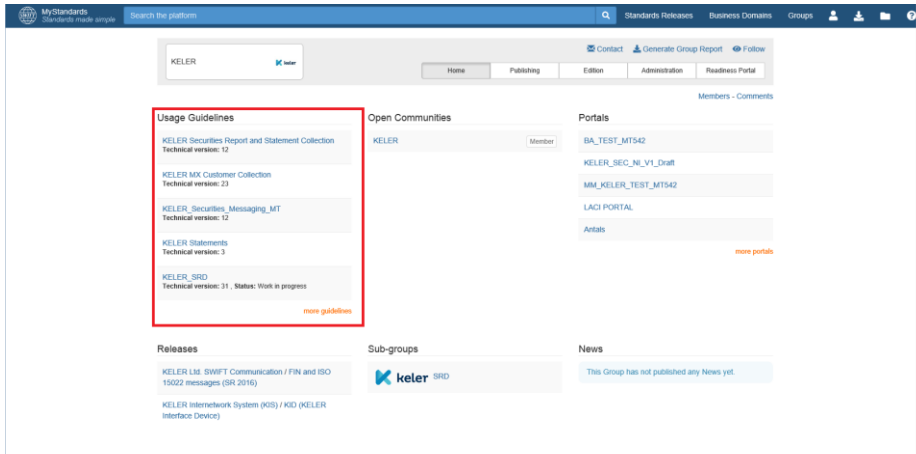 MyStandards
Standards made simple
Search the platform
Standards Releases
Business Domains
Groups
KELER
keler
Contact
Generate Group Report
Follow
Home
Publishing
Edition
Administration
Readiness Portal
Members - Comments
Usage Guidelines
KELER Securities Report and Statement Collection
Technical version: 12
KELER MX Customer Collection
Technical version: 23
KELER_Securities_Messaging_MT
Technical version: 12
KELER Statements
Technical version: 3
KELER_SRD
Technical version: 31 , Status: Work in progress
more guidelines
Open Communities
KELER
Member
Portals
BA_TEST_MT542
KELER_SEC_NI_V1_Draft
MM_KELER_TEST_MT542
LACI PORTAL
Antals
more portals
Releases
KELER Ltd. SWIFT Communication / FIN and ISO
15022 messages (SR 2016)
KELER Internetwork System (KIS) / KID (KELER
Interface Device)
Sub-groups
keler SRD
News
This Group has not published any News yet.